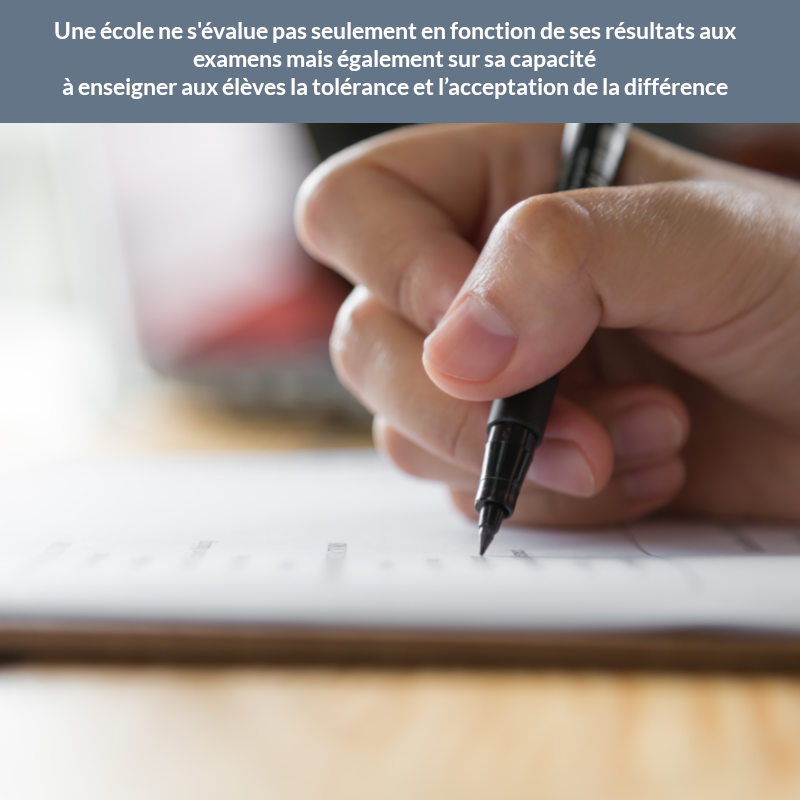 Une école ne s'évalue pas seulement en fonction de ses résultats aux
examens mais également sur sa capacité
à enseigner aux élèves la tolérance et l’acceptation de la différence